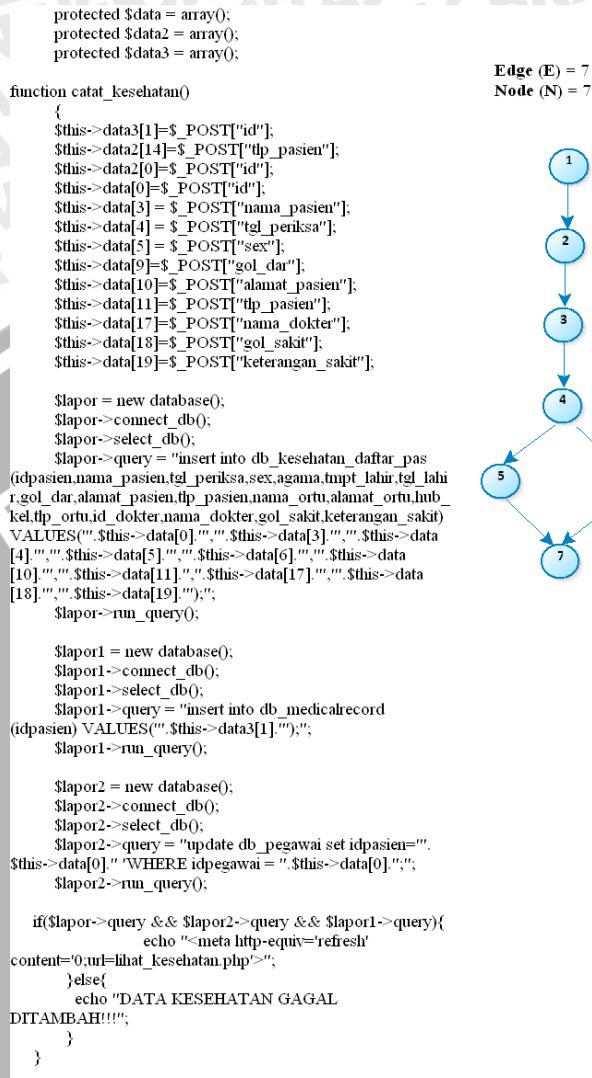 protected $data = array();
protected $data2 = array();
protected $data3 = array();
function catat_kesehatan()
{
$this->data3[1]=$_POST["id"];
$this->data2[14]=$_POST["tlp_pasien"];
$this->data2[0]=$_POST["id"];
$this->data[0]=$_POST["id"];
$this->data[3] = $_POST["nama_pasien"];
$this->data[4] = $_POST["tgl_periksa"];
$this->data[5] = $_POST["sex"];
$this->data[9]=$_POST["gol_dar"];
$this->data[10]=$_POST["alamat_pasien"];
$this->data[11]=$_POST["tlp_pasien"];
$this->data[17]=$_POST["nama_dokter"];
$this->data[18]=$_POST["gol_sakit"];
$this->data[19]=$_POST["keterangan_sakit"];
$lapor = new database();
$lapor->connect_db();
$lapor->select_db();
$lapor->query = "insert into db_kesehatan_daftar_pas
(idpasien,nama_pasien,tgl_periksa,sex,agama,tmpt_lahir,tgl_lahi
r,gol_dar,alamat_pasien,tlp_pasien,nama_ortu,alamat_ortu,hub_
kel,tlp_ortu,id_dokter,nama_dokter,gol_sakit,keterangan_sakit)
VALUES('".$this->data[0]."','".$this->data[3]."','".$this->data
[4]."','".$this->data[5]."','".$this->data[6]."','".$this->data
[10]."','".$this->data[11].",".$this->data[17]."','".$this->data
[18]."','".$this->data[19]."');";
$lapor->run_query();
$lapor1 = new database();
$lapor1->connect_db();
$lapor1->select_db();
$lapor1->query = "insert into db_medicalrecord
(idpasien) VALUES('".$this->data3[1]."');";
$lapor1->run_query();
$lapor2 = new database();
$lapor2->connect_db();
$lapor2->select_db();
$lapor2->query = "update db_pegawai set idpasien='".
$this->data[0]." 'WHERE idpegawai = ".$this->data[0].";";
$lapor2->run_query();
if($lapor->query && $lapor2->query && $lapor1->query){
echo "<meta http-equiv='refresh'
content='0;url=lihat_kesehatan.php'>";
}else{
echo "DATA KESEHATAN GAGAL
DITAMBAH!!!";
}
}
Edge (E) = 7
Node (N) = 7
1
2
3
4
5
7